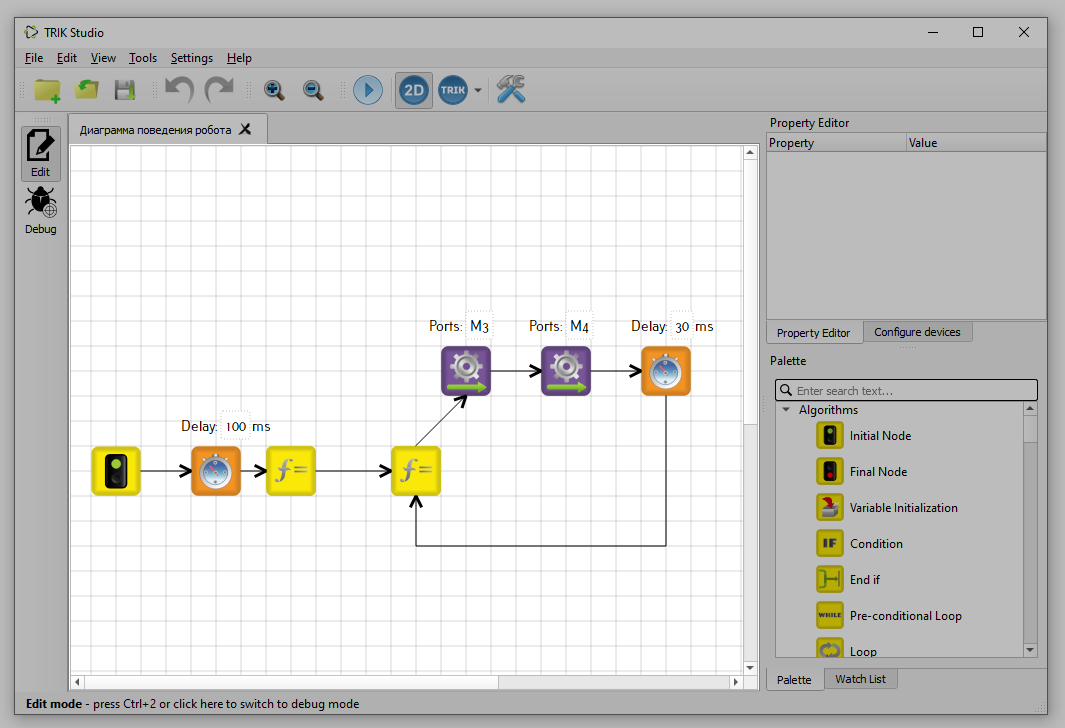 TRIK Studio
File Edit View Tools Settings Help
2D TRIK
Edit
Debug
Диаграмма поведения робота
Ports: M3 Ports: M4 Delay: 30 ms
Delay: 100 ms
f= f=
Property Editor
Property Value
Property Editor Configure devices
Palette
Enter search text...
Algorithms
Initial Node
Final Node
Variable Initialization
IF Condition
End if
WHILE Pre-conditional Loop
Loop
Palette Watch List
Edit mode - press Ctrl+2 or click here to switch to debug mode